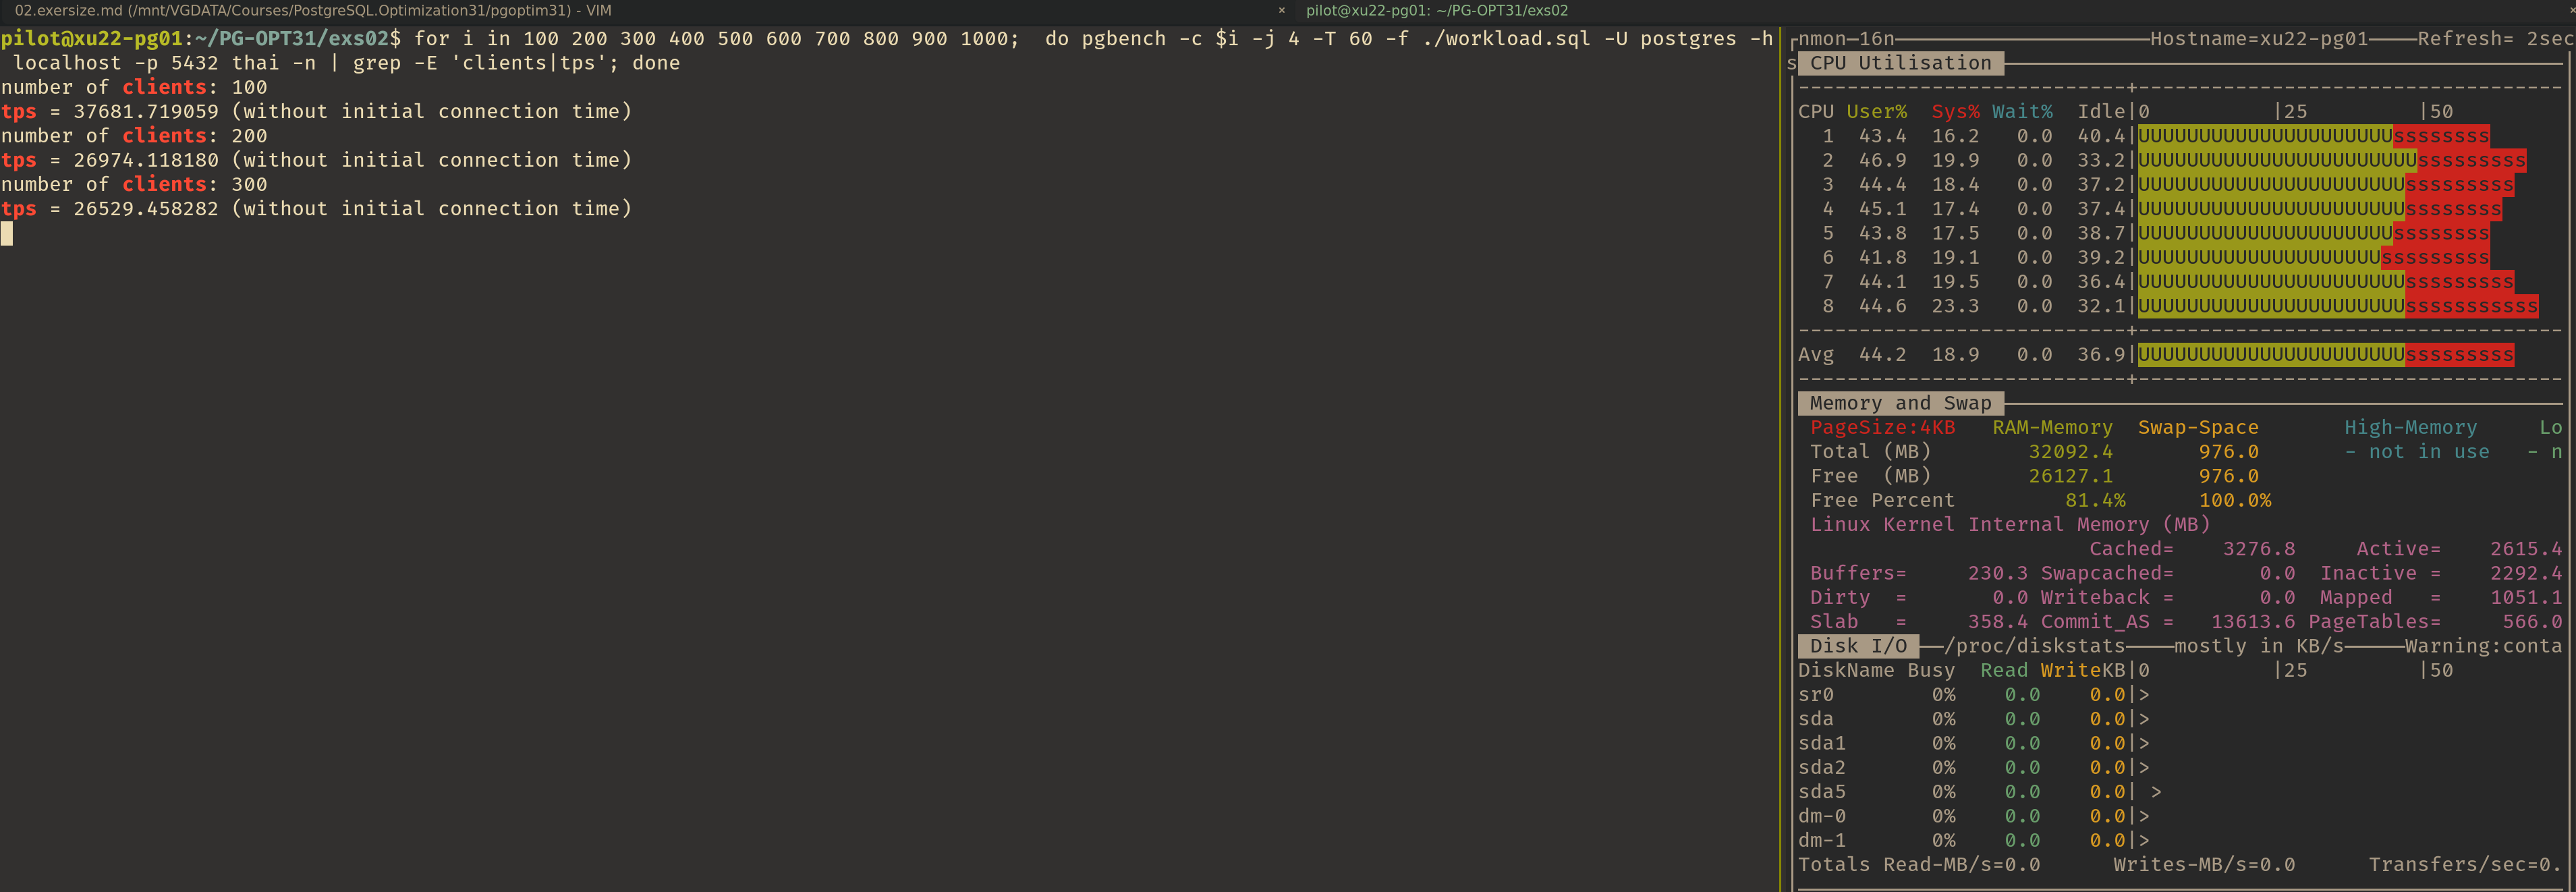 02.exersize.md (/mnt/VGDATA/Courses/PostgreSQL.Optimization31/pgoptim31) - VIM
×
pilot@xu22-pg01: ~/PG-OPT31/exs02
×
pilot@xu22-pg01:~/PG-OPT31/exs02$ for i in 100 200 300 400 500 600 700 800 900 1000;  do pgbench -c $i -j 4 -T 60 -f ./workload.sql -U postgres -h
 localhost -p 5432 thai -n | grep -E 'clients|tps'; done
number of clients: 100
tps = 37681.719059 (without initial connection time)
number of clients: 200
tps = 26974.118180 (without initial connection time)
number of clients: 300
tps = 26529.458282 (without initial connection time)
nmon─16n───Hostname=xu22-pg01───Refresh= 2sec
s CPU Utilisation
---------------------------+-----------------------------------
CPU User%  Sys% Wait%  Idle|0          |25         |50
  1  43.4  16.2   0.0  40.4|UUUUUUUUUUUUUUUUUUUUUssssssss
  2  46.9  19.9   0.0  33.2|UUUUUUUUUUUUUUUUUUUUUUUsssssssss
  3  44.4  18.4   0.0  37.2|UUUUUUUUUUUUUUUUUUUUUUsssssssss
  4  45.1  17.4   0.0  37.4|UUUUUUUUUUUUUUUUUUUUUUssssssss
  5  43.8  17.5   0.0  38.7|UUUUUUUUUUUUUUUUUUUUUssssssss
  6  41.8  19.1   0.0  39.2|UUUUUUUUUUUUUUUUUUUUsssssssss
  7  44.1  19.5   0.0  36.4|UUUUUUUUUUUUUUUUUUUUUUsssssssss
  8  44.6  23.3   0.0  32.1|UUUUUUUUUUUUUUUUUUUUUUsssssssssss
---------------------------+-----------------------------------
Avg  44.2  18.9   0.0  36.9|UUUUUUUUUUUUUUUUUUUUUUsssssssss
---------------------------+-----------------------------------
Memory and Swap
PageSize:4KB   RAM-Memory  Swap-Space       High-Memory     Lo
Total (MB)        32092.4       976.0       - not in use   - n
Free  (MB)        26127.1       976.0
Free Percent         81.4%      100.0%
Linux Kernel Internal Memory (MB)
Cached=    3276.8     Active=    2615.4
Buffers=     230.3 Swapcached=       0.0  Inactive =    2292.4
Dirty  =       0.0 Writeback =       0.0  Mapped   =    1051.1
Slab   =     358.4 Commit_AS =   13613.6 PageTables=     566.0
Disk I/O ──/proc/diskstats────mostly in KB/s─────Warning:conta
DiskName Busy  Read WriteKB|0          |25         |50
sr0        0%   0.0    0.0|>
sda        0%   0.0    0.0|>
sda1       0%   0.0    0.0|>
sda2       0%   0.0    0.0|>
sda5       0%   0.0    0.0| >
dm-0       0%   0.0    0.0|>
dm-1       0%   0.0    0.0|>
Totals Read-MB/s=0.0      Writes-MB/s=0.0      Transfers/sec=0.